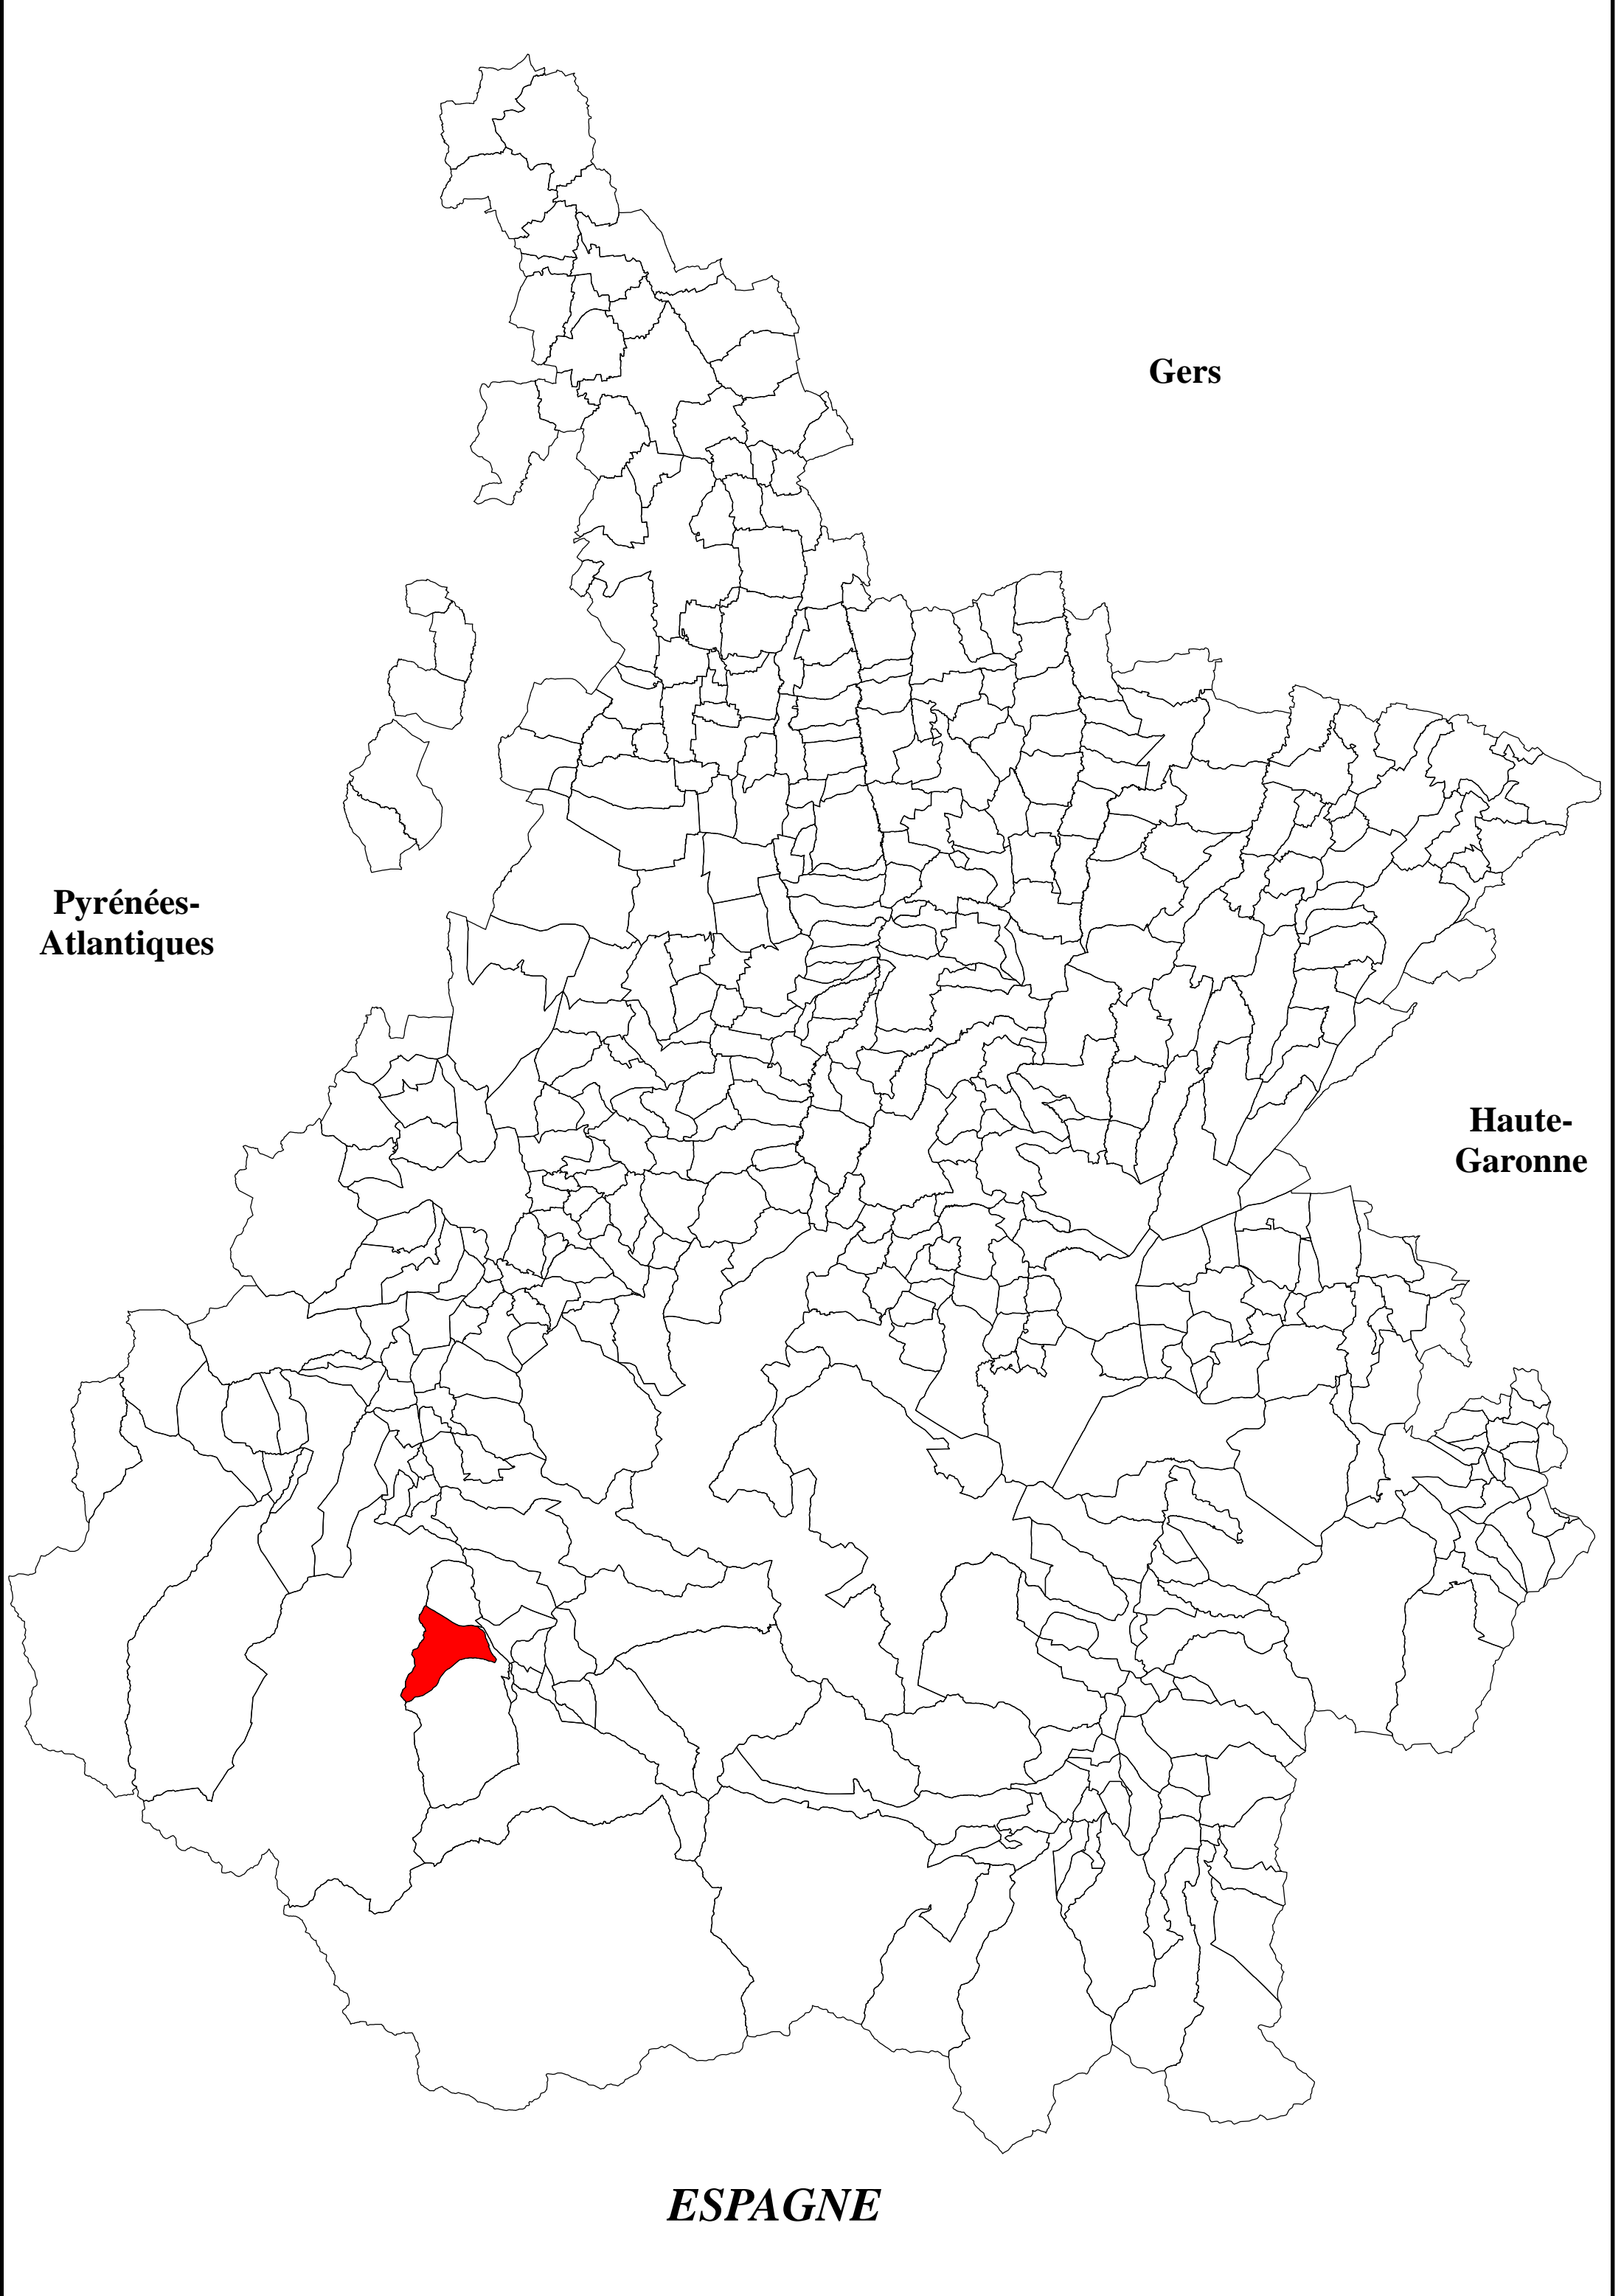 Gers
Pyrénées-
Atlantiques
Haute-
Garonne
ESPAGNE